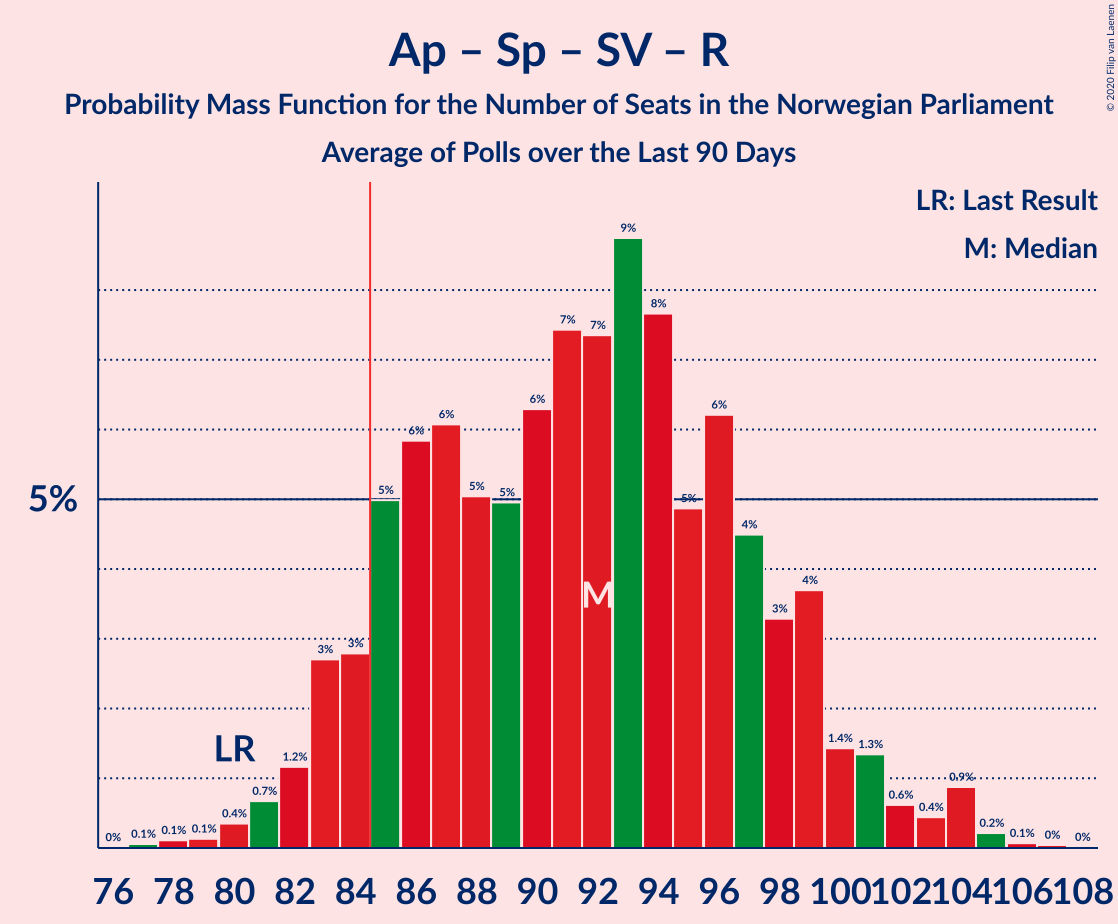 Ap – Sp – SV – R
Probability Mass Function for the Number of Seats in the Norwegian Parliament
Average of Polls over the Last 90 Days
© 2020 Filip van Laenen
LR: Last Result
M: Median
5%
0% 0.1% 0.1% 0.1% 0.4% 0.7% 1.2% 3% 3% 5% 6% 6% 5% 5% 6% 7% 7% 9% 8% 5% 6% 4% 3% 4% 1.4% 1.3% 0.6% 0.4% 0.9% 0.2% 0.1% 0% 0%
LR
M
76 78 80 82 84 86 88 90 92 94 96 98 100 102 104 106 108